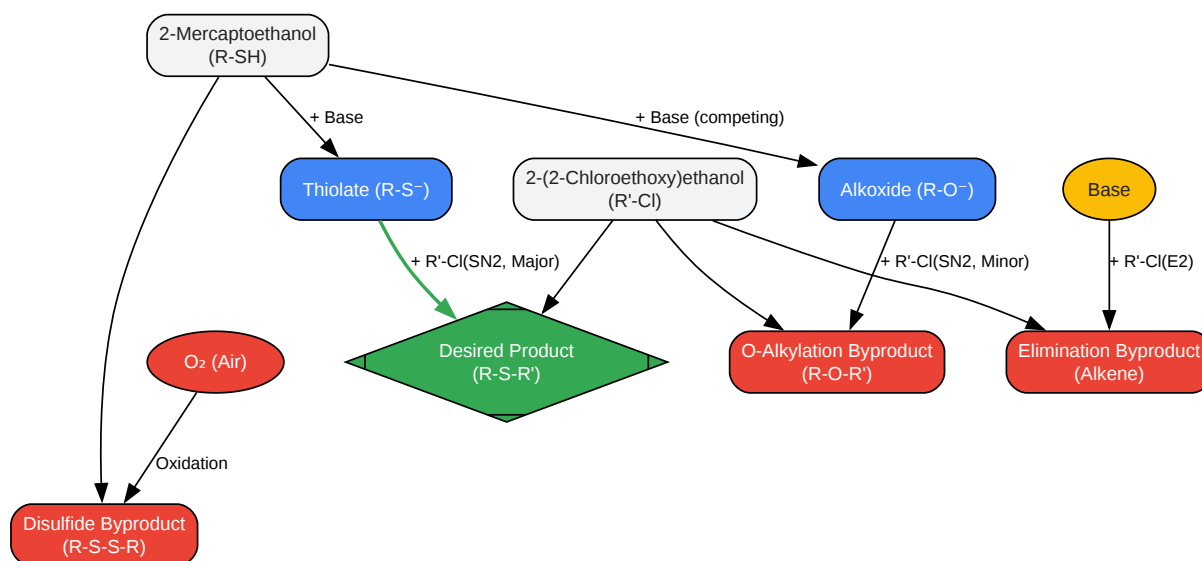 2-Mercaptoethanol
(R-SH)
+ Base
+ Base (competing)
Thiolate (R-S⁻)
2-(2-Chloroethoxy)ethanol
(R'-Cl)
Alkoxide (R-O⁻)
Base
+ R'-Cl(SN2, Major)
+ R'-Cl(SN2, Minor)
+ R'-Cl(E2)
O₂ (Air)
Desired Product
(R-S-R')
O-Alkylation Byproduct
(R-O-R')
Elimination Byproduct
(Alkene)
Oxidation
Disulfide Byproduct
(R-S-S-R)